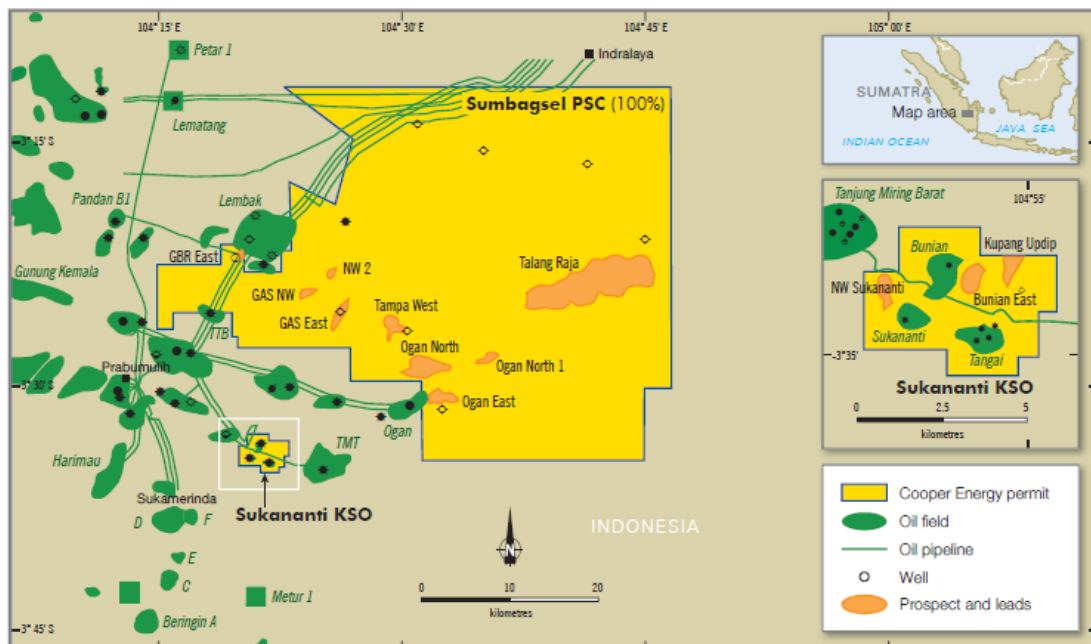 104° 15' E
104° 30' E
104° 45' E
105° 00' E
Petar 1
Indralaya
Sumbagsel PSC (100%)
Lematang
3° 15' S
Pandan B1
Lembak
GBR East
NW 2
Talang Raja
Gunung Kemala
GAS NW
GAS East
Tampa West
TTB
Ogan North
Ogan North 1
Prabumulih
3° 30' S
Ogan East
Ogan
TMT
Harimau
Sukamerinda
Sukananti KSO
D
F
INDONESIA
E
N
C
Metur 1
0 10 20
kilometres
Beringin A
3° 45' S
SUMATRA
Map area
JAVA SEA
INDIAN OCEAN
Tanjung Miring Barat
104° 55'
Bunian
Kupang Updip
NW Sukananti
Bunian East
Sukananti
-3° 35'
Tangai
Sukananti KSO
0 2.5 5
kilometres
Cooper Energy permit
Oil field
Oil pipeline
Well
Prospect and leads